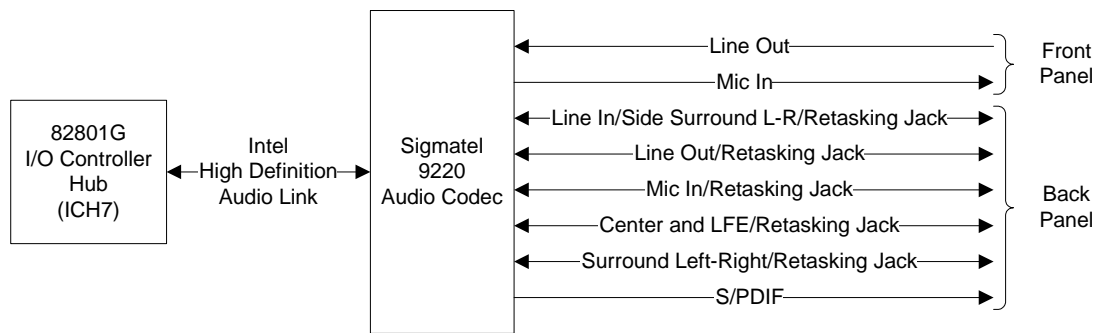 82801G
I/O Controller
Hub
(ICH7)
Intel
High Definition
Audio Link
Sigmatel
9220
Audio Codec
Line Out
Mic In
Front
Panel
Line In/Side Surround L-R/Retasking Jack
Line Out/Retasking Jack
Mic In/Retasking Jack
Center and LFE/Retasking Jack
Surround Left-Right/Retasking Jack
S/PDIF
Back
Panel